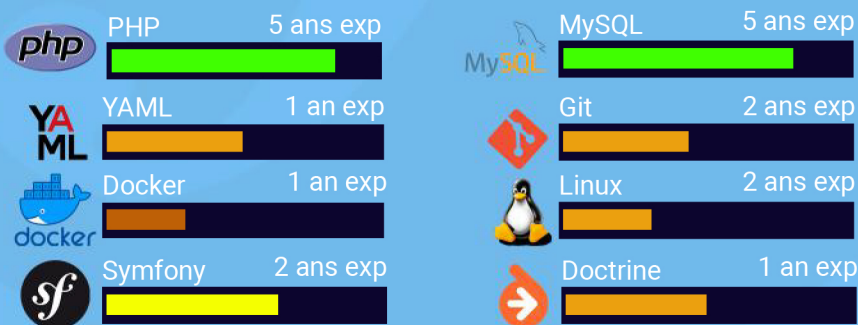 php PHP 5 ans exp
MySQL MySQL 5 ans exp
YAML YAML 1 an exp
Git 2 ans exp
docker Docker 1 an exp
Linux 2 ans exp
sf Symfony 2 ans exp
Doctrine 1 an exp